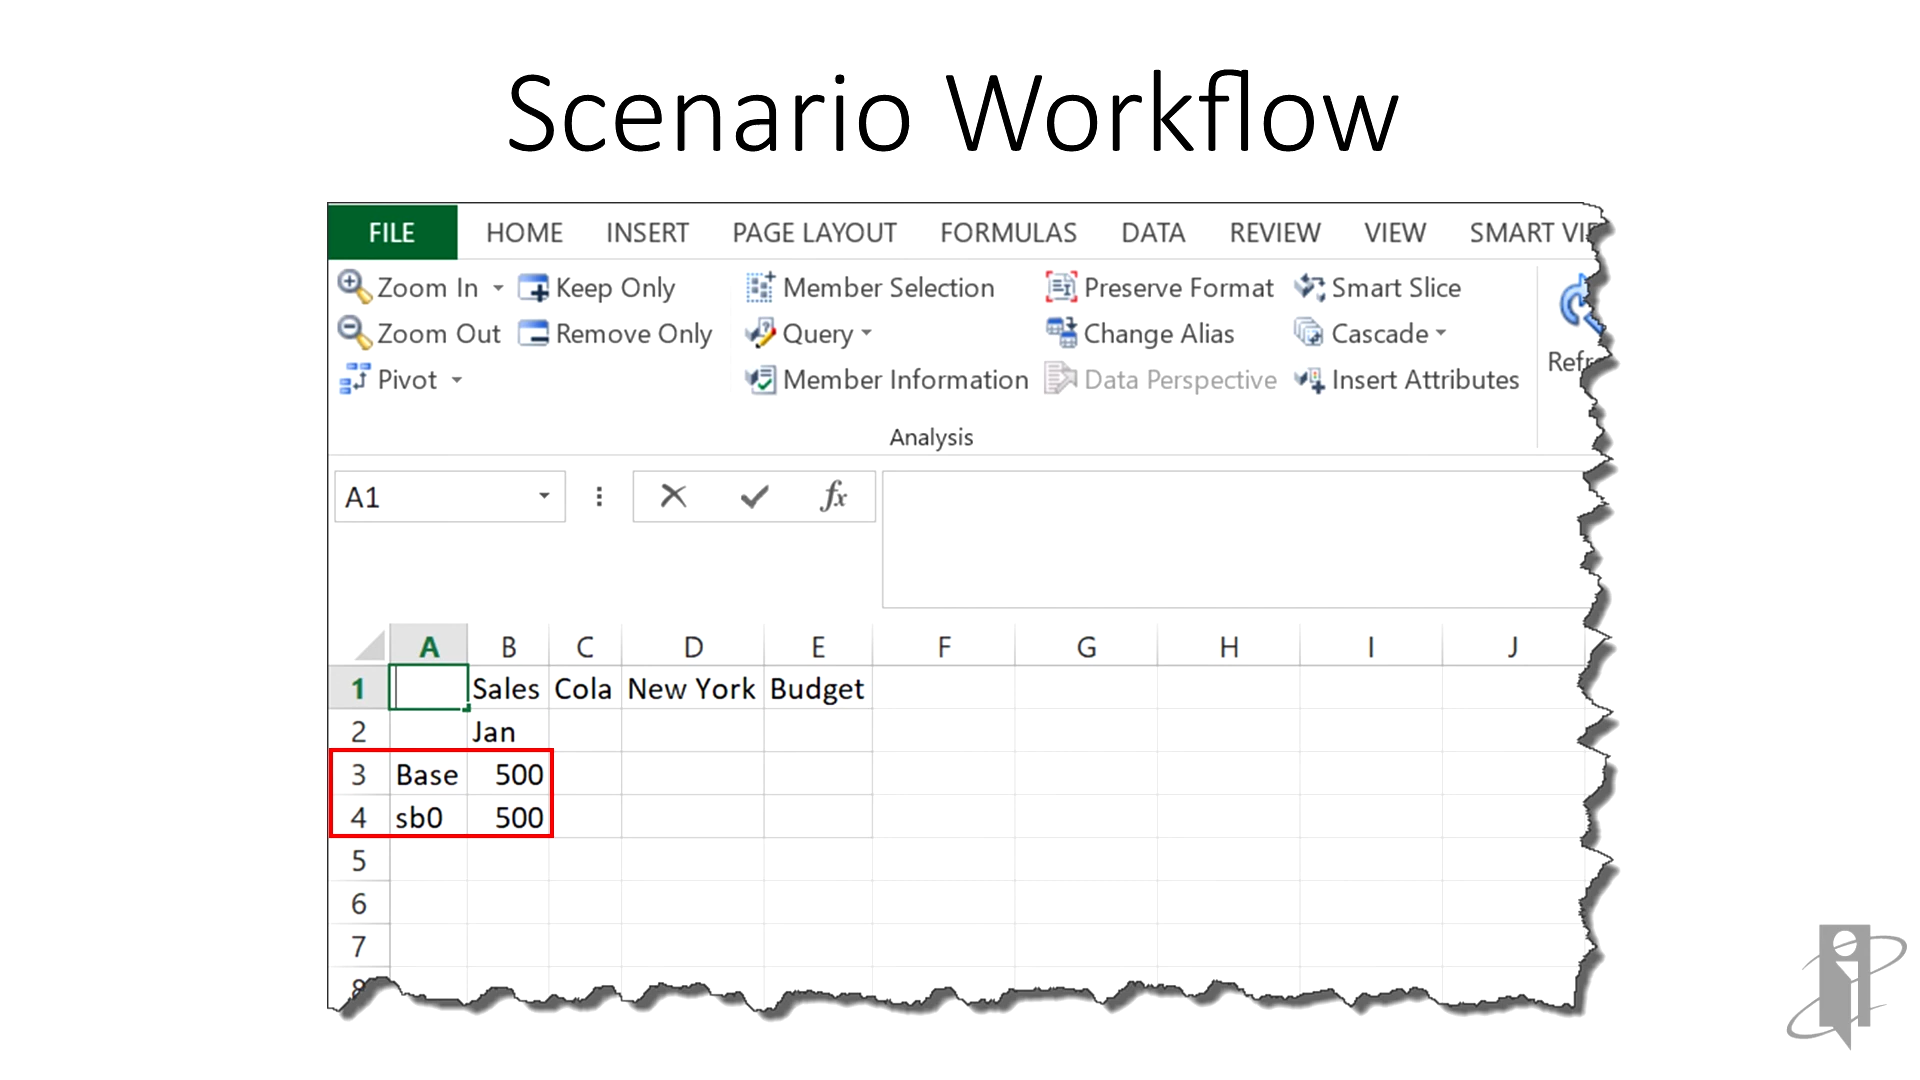 Scenario Workflow
FILE HOME INSERT PAGE LAYOUT FORMULAS DATA REVIEW VIEW SMART
Zoom In Keep Only Member Selection Preserve Format Smart Slice
Zoom Out Remove Only Query Change Alias Cascade
Pivot Member Information Data Perspective Insert Attributes
Analysis
A1 fx
A B C D E F G H I J
1 Sales Cola New York Budget
2 Jan
3 Base 500
4 sb0 500
5
6
7
8